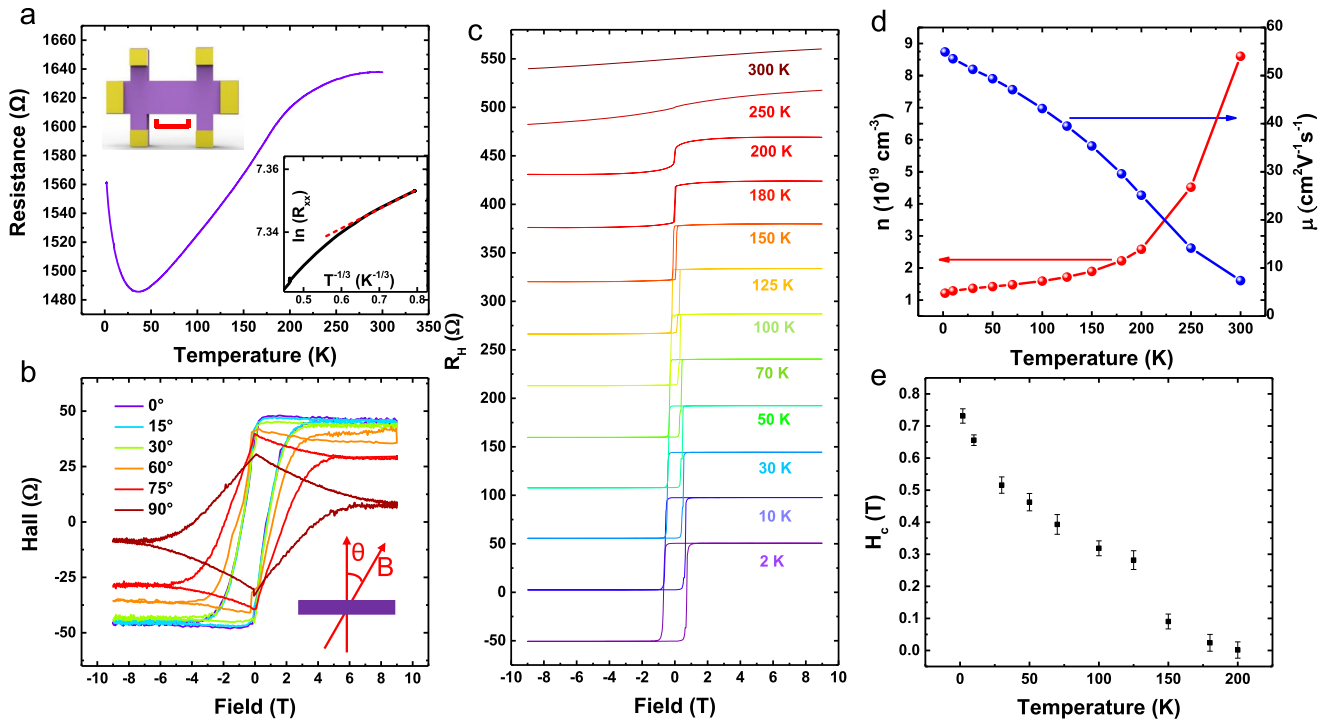 a
Resistance (Ω)
1660
1640
1620
1600
1580
1560
1540
1520
1500
1480
0 50 100 150 200 250 300 350
Temperature (K)
ln (Rxx)
7.36
7.34
T-1/3 (K-1/3)
0.5 0.6 0.7 0.8
b
Hall (Ω)
50
25
0
-25
-50
0°
15°
30°
60°
75°
90°
θ
B
-10 -8 -6 -4 -2 0 2 4 6 8 10
Field (T)
c
RH (Ω)
550
500
450
400
350
300
250
200
150
100
50
0
-50
300 K
250 K
200 K
180 K
150 K
125 K
100 K
70 K
50 K
30 K
10 K
2 K
-10 -8 -6 -4 -2 0 2 4 6 8 10
Field (T)
d
n (10¹⁹ cm-3)
9
8
7
6
5
4
3
2
1
60
50
40
30
20
10
0
μ (cm²V-1s-1)
0 50 100 150 200 250 300
Temperature (K)
e
Hc (T)
0.8
0.7
0.6
0.5
0.4
0.3
0.2
0.1
0.0
0 50 100 150 200
Temperature (K)